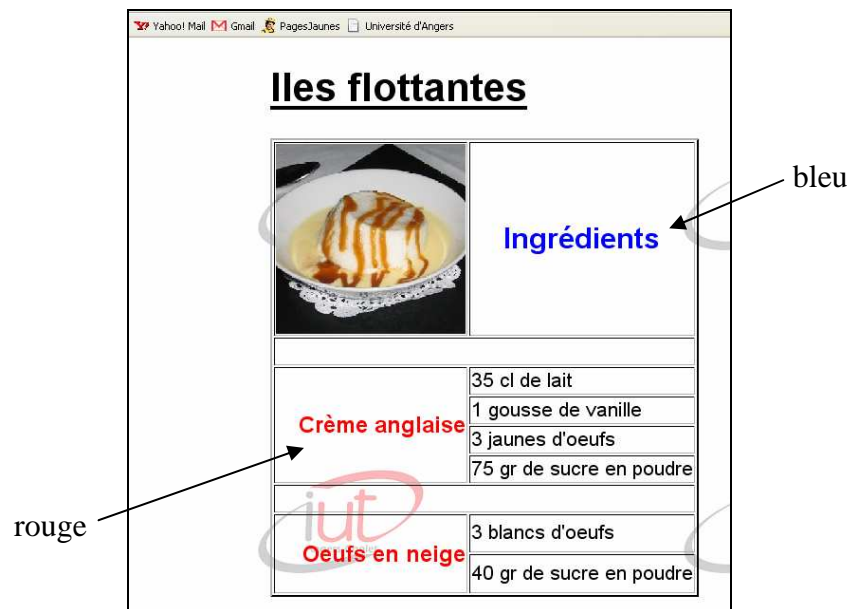 Yahoo! Mail Gmail PagesJaunes Université d'Angers
Iles flottantes
bleu
Ingrédients
35 cl de lait
1 gousse de vanille
Crème anglaise
3 jaunes d'oeufs
75 gr de sucre en poudre
iut
rouge
3 blancs d'oeufs
Oeufs en neige
40 gr de sucre en poudre